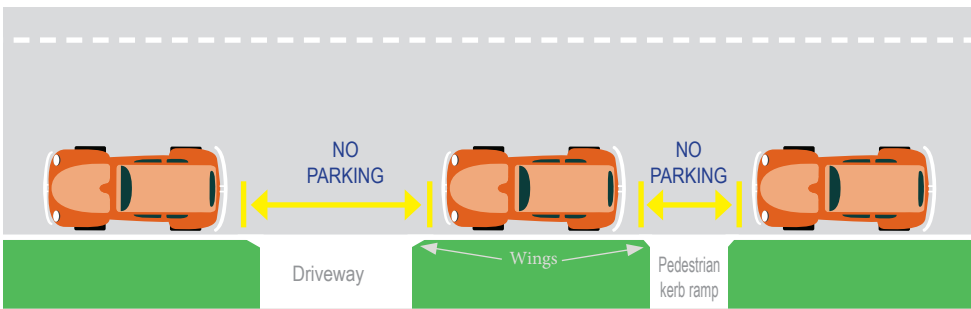 NO
PARKING
NO
PARKING
Wings
Driveway
Pedestrian
kerb ramp